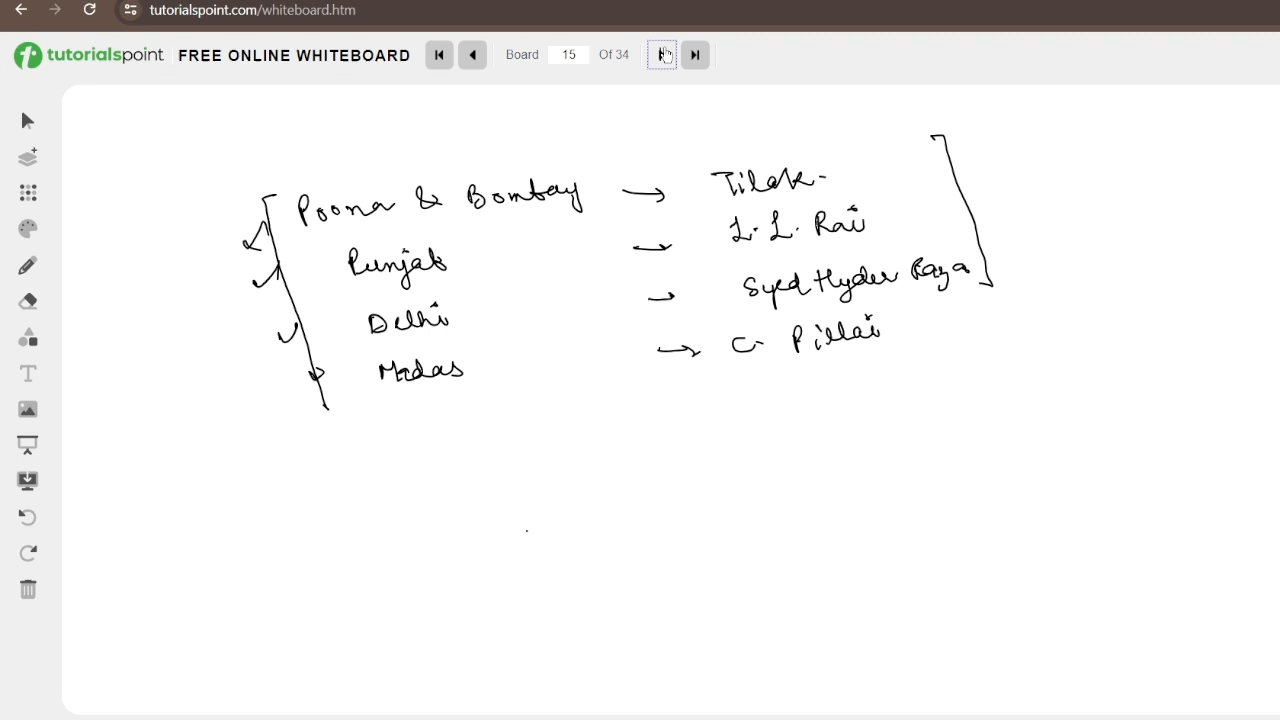 tutorialspoint.com/whiteboard.htm
tutorialspoint FREE ONLINE WHITEBOARD Board 15 Of 34
Poona & Bombay → Tilak-
Punjab → L. L. Rai
Delhi → Syed Hyder Raza
Madas → C- Pillai